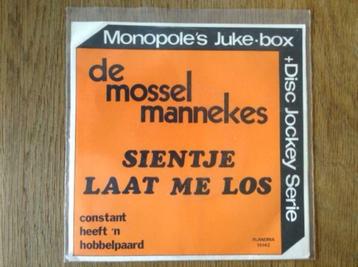 Monopole's Juke-box
+Disc Jockey Serie
de
mossel
mannekes
SIENTJE
LAAT ME LOS
constant
heeft 'n
hobbelpaard